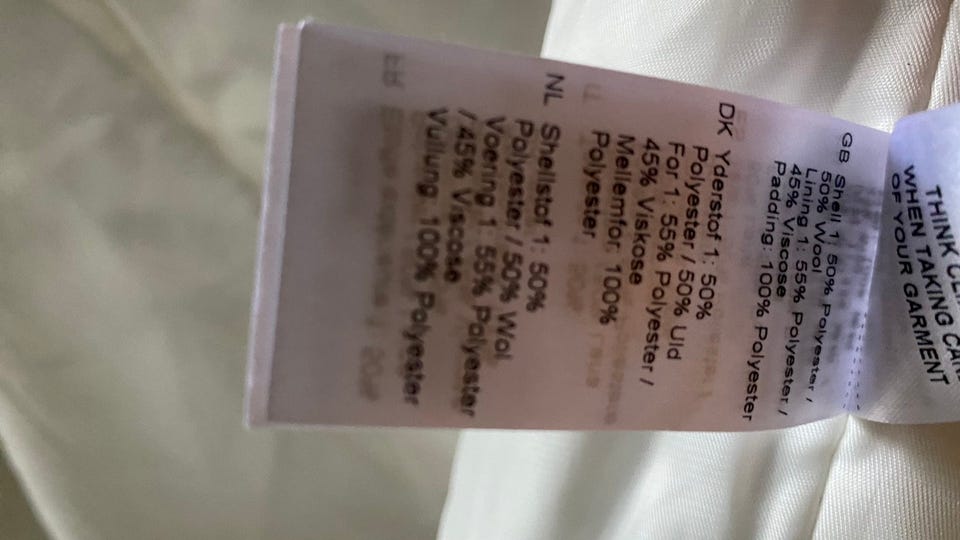 THINK
WHEN TAKING
OF YOUR GARMENT
GB Shell 1: 50% Polyester /
50% Wool
Lining 1: 55% Polyester /
45% Viscose
Padding: 100% Polyester
DK Yderstof 1: 50%
Polyester / 50% Uld
For 1: 55% Polyester /
45% Viskose
Mellemfor: 100%
Polyester
NL Shellstof 1: 50%
Polyester / 50% Wol
Voering 1: 55% Polyester
/ 45% Viscose
Vulling: 100% Polyester